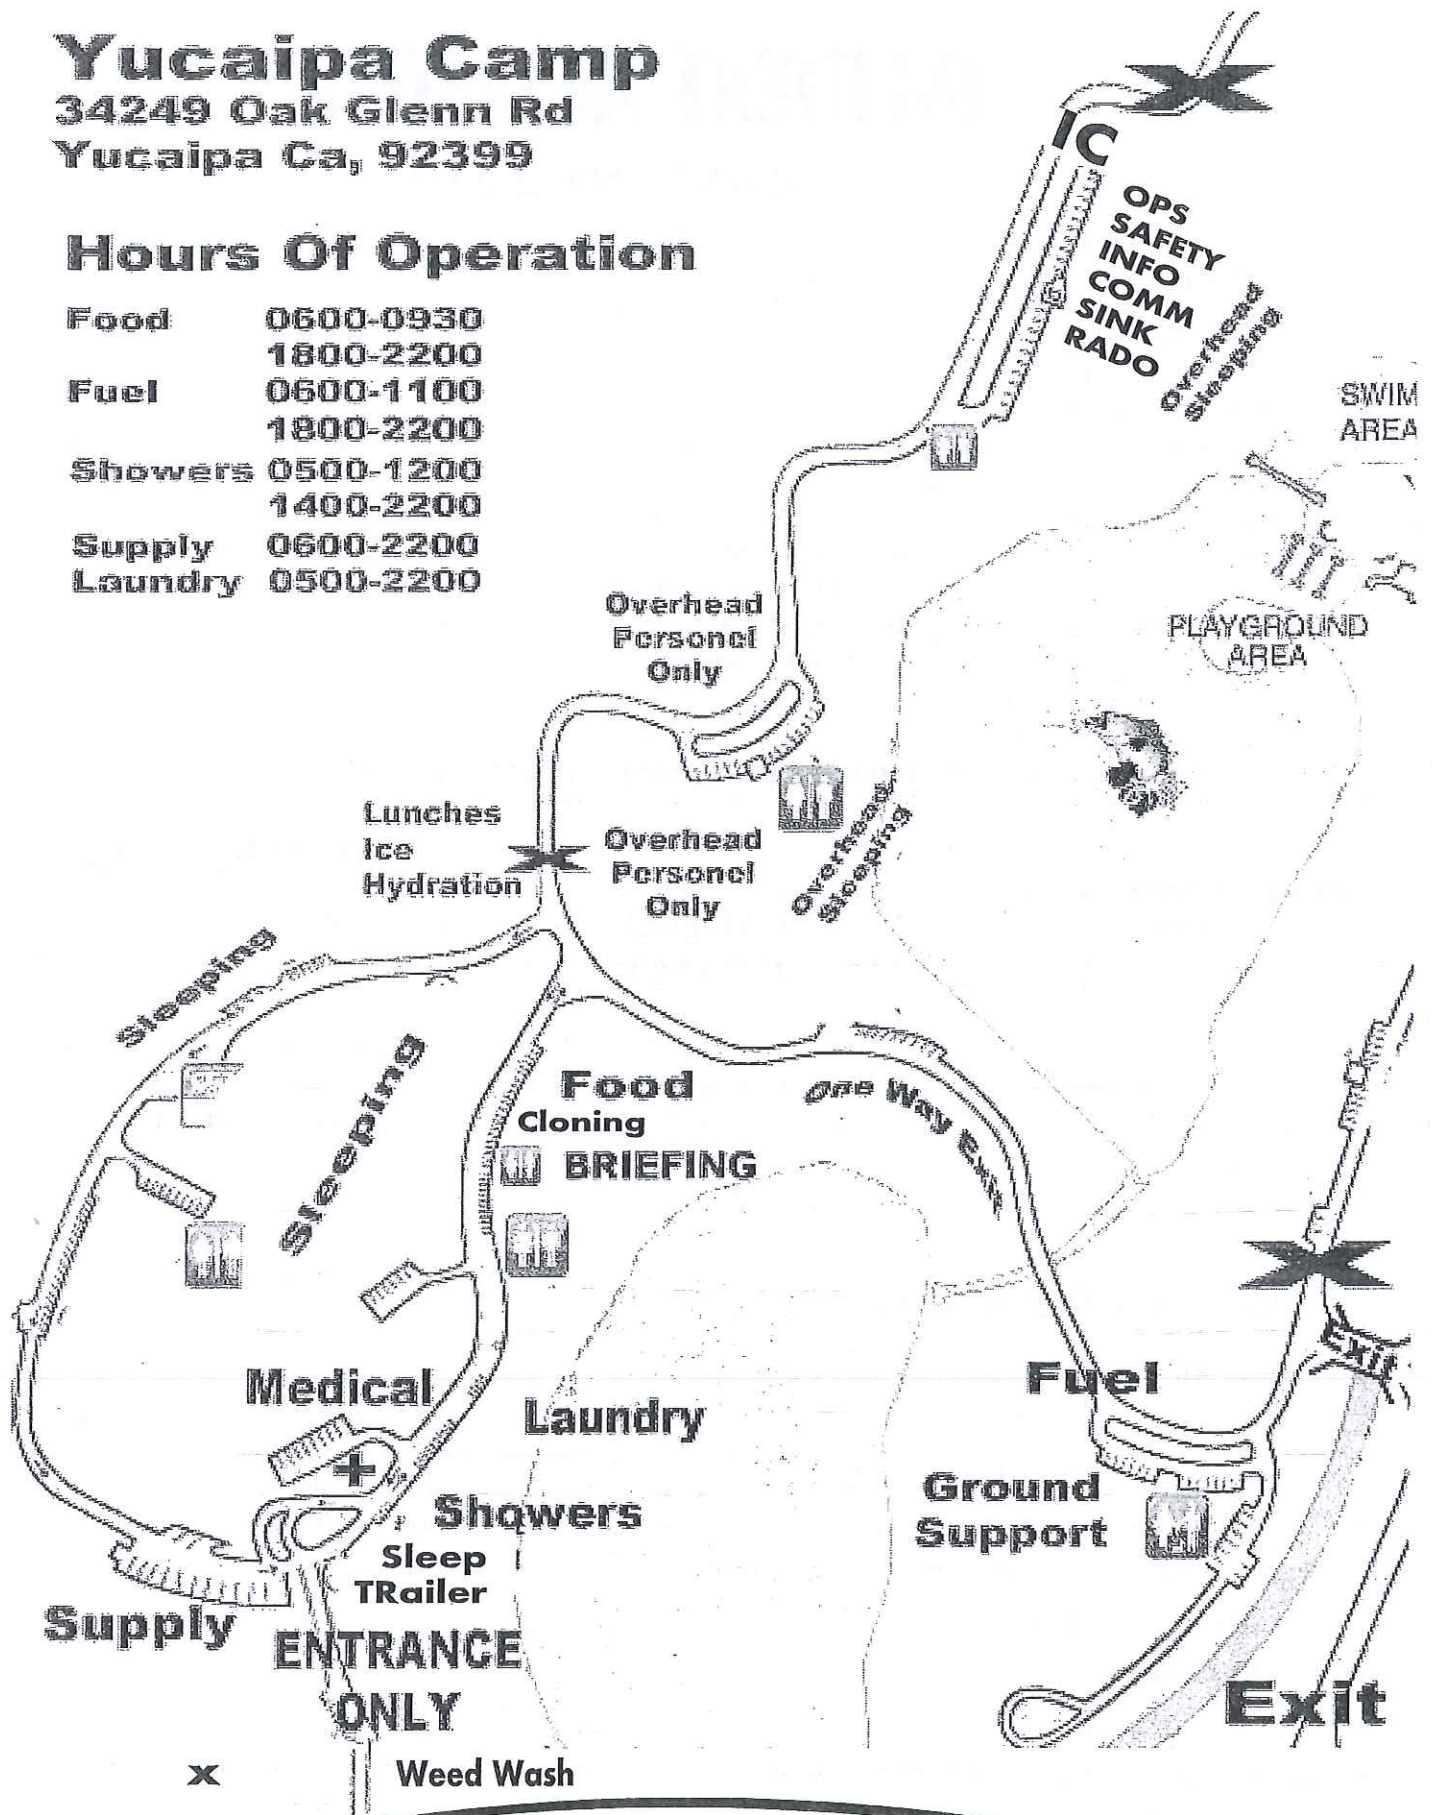 Yucaipa Camp
34249 Oak Glenn Rd
Yucaipa Ca, 92399
Hours Of Operation
Food 0600-0930
1800-2200
Fuel 0600-1100
1800-2200
Showers 0500-1200
1400-2200
Supply 0600-2200
Laundry 0500-2200
IC
OPS
SAFETY
INFO
COMM
SINK
RADO
Overhead
Sleeping
SWIM
AREA
PLAYGROUND
AREA
Overhead
Personel
Only
Lunches
Ice
Hydration
Overhead
Personel
Only
Overhead
Sleeping
Sleeping
Sleeping
Food
Cloning
BRIEFING
One Way Exit
Exit
Medical
Laundry
Fuel
Ground
Support
Showers
Sleep
TRailer
Supply
ENTRANCE
ONLY
Exit
x Weed Wash